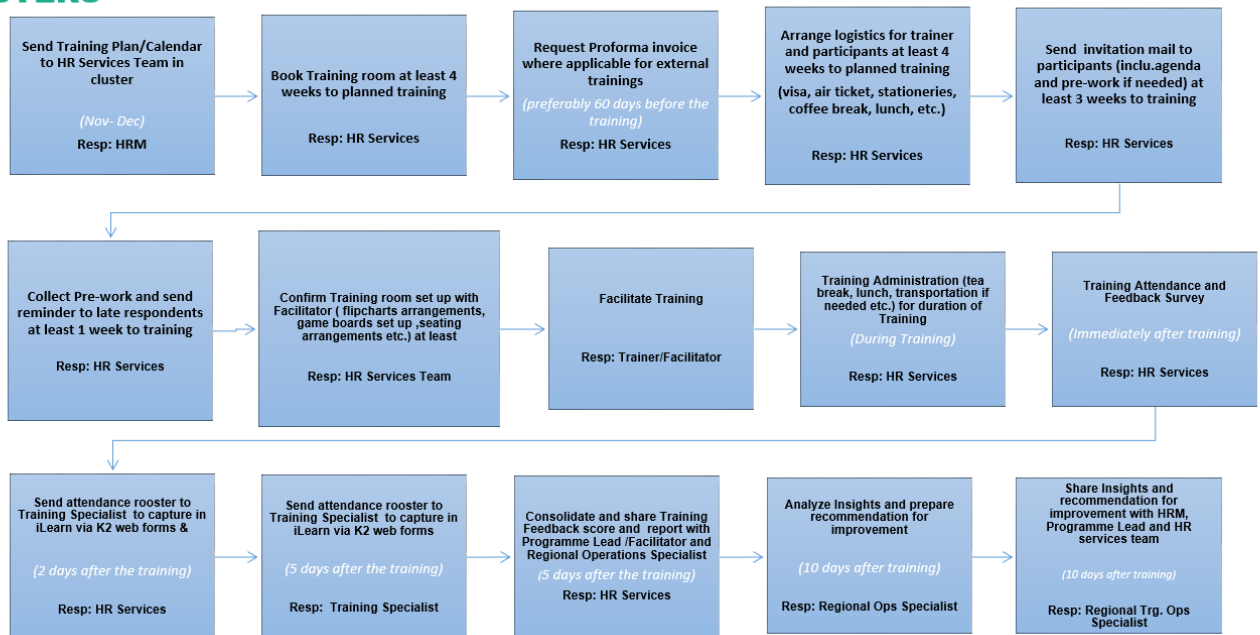 Send Training Plan/Calendar
to HR Services Team in
cluster
(Nov- Dec)
Resp: HRM
Book Training room at least 4
weeks to planned training
Resp: HR Services
Request Proforma invoice
where applicable for external
trainings
(preferably 60 days before the
training)
Resp: HR Services
Arrange logistics for trainer
and participants at least 4
weeks to planned training
(visa, air ticket, stationeries,
coffee break, lunch, etc.)
Resp: HR Services
Send invitation mail to
participants (inclu.agenda
and pre-work if needed) at
least 3 weeks to training
Resp: HR Services
Collect Pre-work and send
reminder to late respondents
at least 1 week to training
Resp: HR Services
Confirm Training room set up with
Facilitator ( flipcharts arrangements,
game boards set up ,seating
arrangements etc.) at least
Resp: HR Services Team
Facilitate Training
Resp: Trainer/Facilitator
Training Administration (tea
break, lunch, transportation if
needed etc.) for duration of
Training
(During Training)
Resp: HR Services
Training Attendance and
Feedback Survey
(Immediately after training)
Resp: HR Services
Send attendance rooster to
Training Specialist to capture in
iLearn via K2 web forms &
(2 days after the training)
Resp: HR Services
Send attendance rooster to
Training Specialist to capture in
iLearn via K2 web forms
(5 days after the training)
Resp: Training Specialist
Consolidate and share Training
Feedback score and report with
Programme Lead /Facilitator and
Regional Operations Specialist
(5 days after the training)
Resp: HR Services
Analyze Insights and prepare
recommendation for
improvement
(10 days after training)
Resp: Regional Ops Specialist
Share Insights and
recommendation for
improvement with HRM,
Programme Lead and HR
services team
(10 days after training)
Resp: Regional Trg. Ops
Specialist